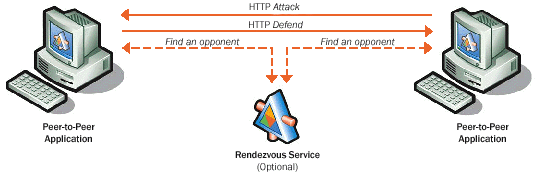 HTTP Attack
HTTP Defend
Find an opponent
Find an opponent
Peer-to-Peer
Application
Peer-to-Peer
Application
Rendezvous Service
(Optional)